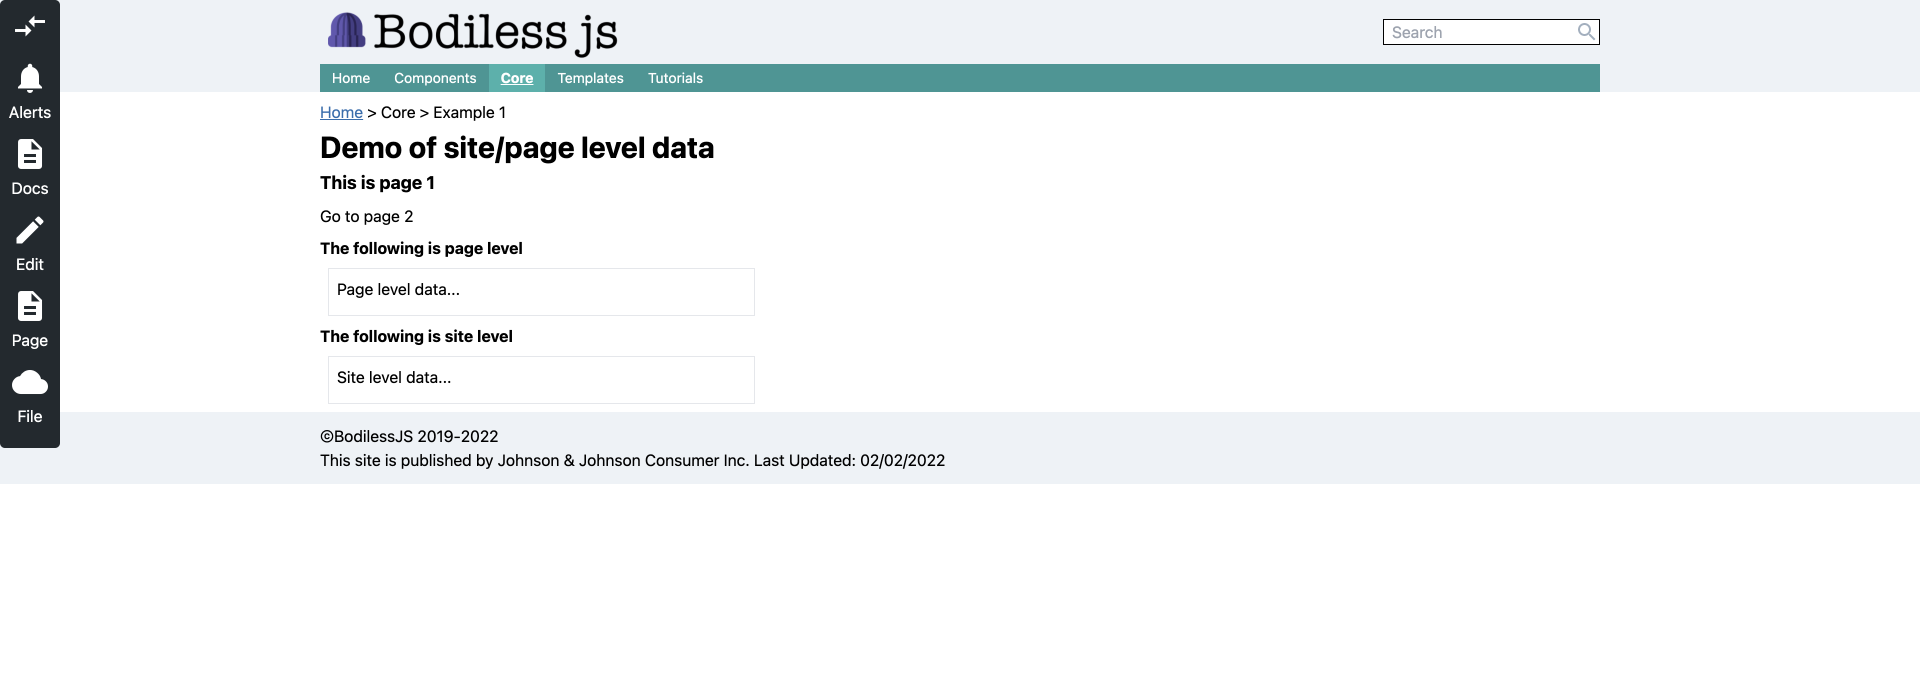 Alerts
Docs
Edit
Page
File
Bodiless js
Search
Home Components Core Templates Tutorials
Home > Core > Example 1
Demo of site/page level data
This is page 1
Go to page 2
The following is page level
Page level data...
The following is site level
Site level data...
©BodilessJS 2019-2022
This site is published by Johnson & Johnson Consumer Inc. Last Updated: 02/02/2022